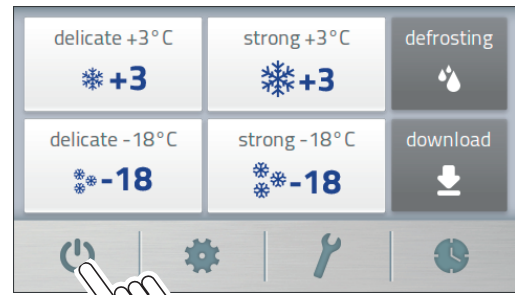 delicate +3°C
+3
strong +3°C
+3
defrosting
delicate -18°C
-18
strong -18°C
-18
download